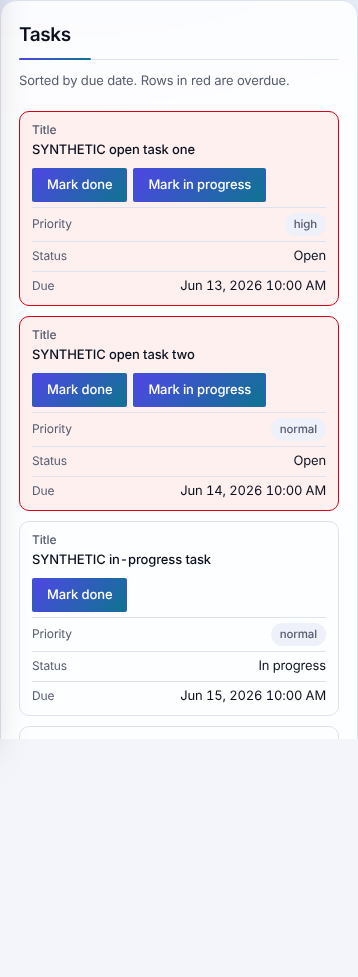 Tasks
Sorted by due date. Rows in red are overdue.
Title
SYNTHETIC open task one
Mark done Mark in progress
Priority high
Status Open
Due Jun 13, 2026 10:00 AM
Title
SYNTHETIC open task two
Mark done Mark in progress
Priority normal
Status Open
Due Jun 14, 2026 10:00 AM
Title
SYNTHETIC in-progress task
Mark done
Priority normal
Status In progress
Due Jun 15, 2026 10:00 AM